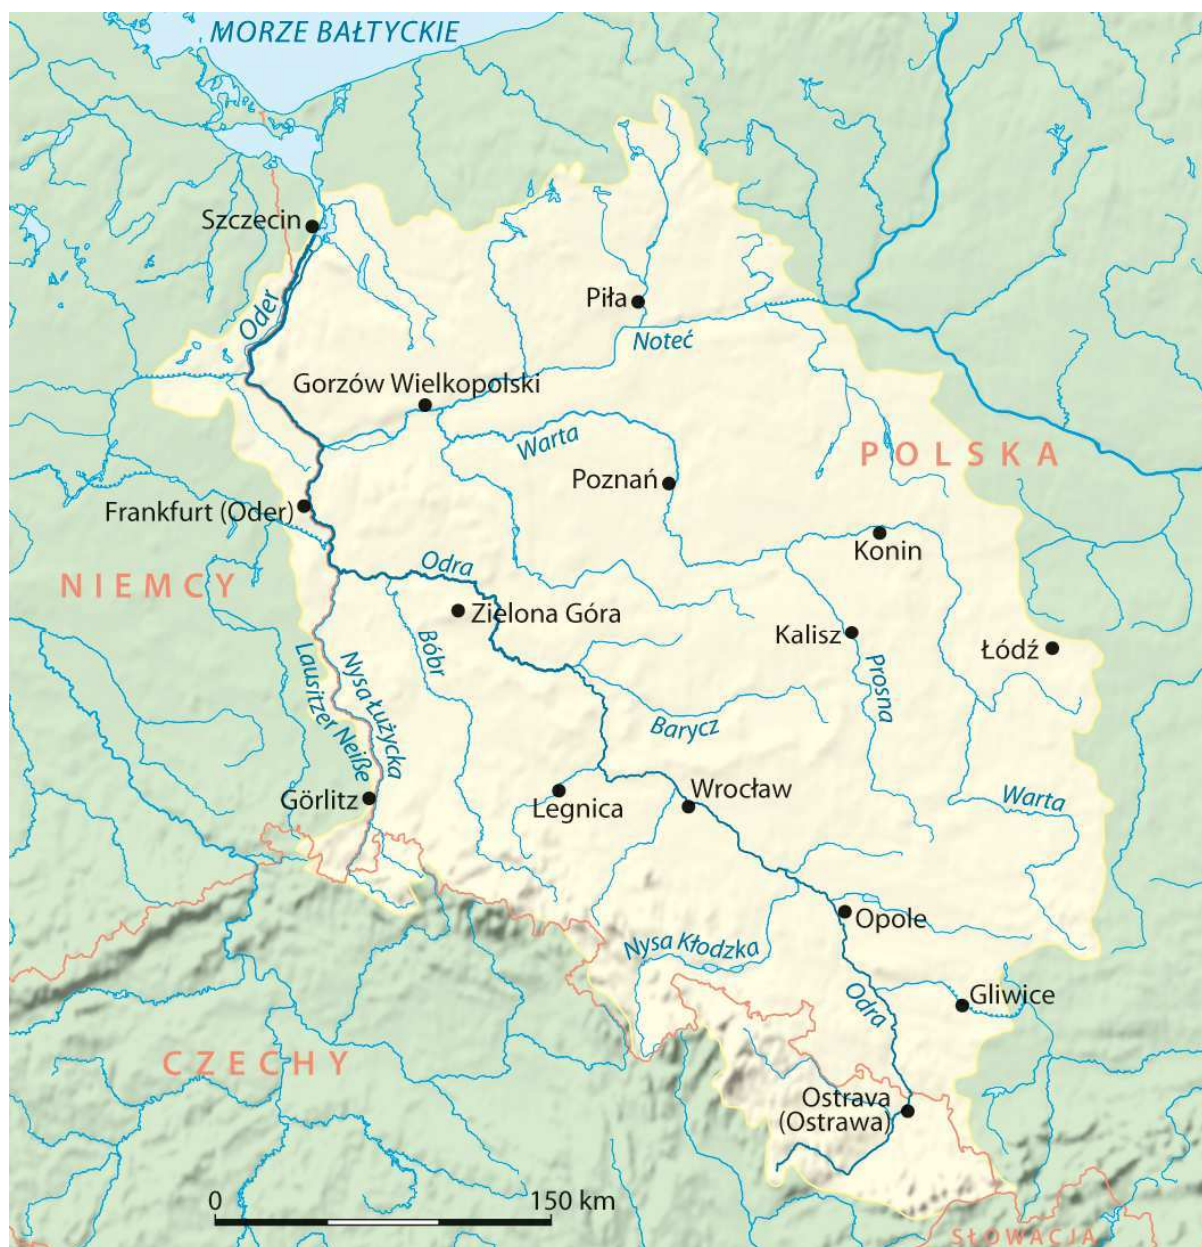 MORZE BAŁTYCKIE
Szczecin
Oder
Piła
Noteć
Gorzów Wielkopolski
Warta
POLSKA
Poznań
Frankfurt (Oder)
Konin
Odra
NIEMCY
Zielona Góra
Kalisz
Łódź
Bóbr
Prosna
Nysa Łużycka
Lausitzer Neiße
Barycz
Görlitz
Legnica
Wrocław
Warta
Opole
Nysa Kłodzka
Odra
Gliwice
CZECHY
Ostrava
(Ostrawa)
0 150 km
SŁOWACJA